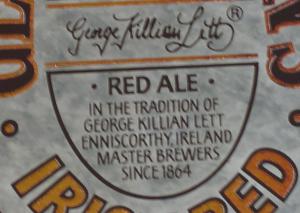 George Killian Lett®
• RED ALE •
IN THE TRADITION OF
GEORGE KILLIAN LETT
ENNISCORTHY, IRELAND
MASTER BREWERS
SINCE 1864